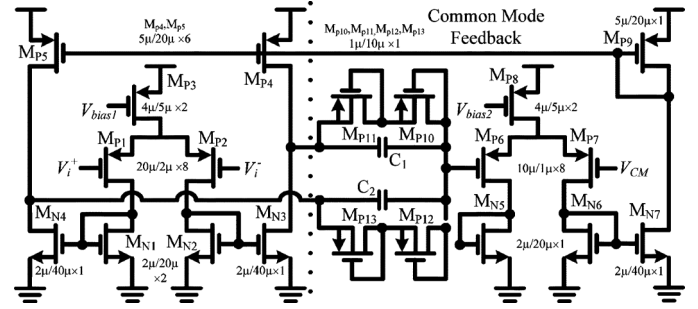 M_P4,M_P5
5μ/20μ×6
M_P10,M_P11,M_P12,M_P13
1μ/10μ×1
Common Mode
Feedback
5μ/20μ×1
M_P5
M_P4
M_P9
M_P3
V_bias1
4μ/5μ×2
M_P8
V_bias2
4μ/5μ×2
M_P11
M_P10
C_1
M_P1
M_P2
V_i^+
20μ/2μ×8
V_i^-
M_P6
M_P7
10μ/1μ×8
V_CM
C_2
M_P13
M_P12
M_N4
M_N1
M_N2
M_N3
M_N5
M_N6
M_N7
2μ/40μ×1
2μ/20μ
×2
2μ/40μ×1
2μ/20μ×1
2μ/40μ×1